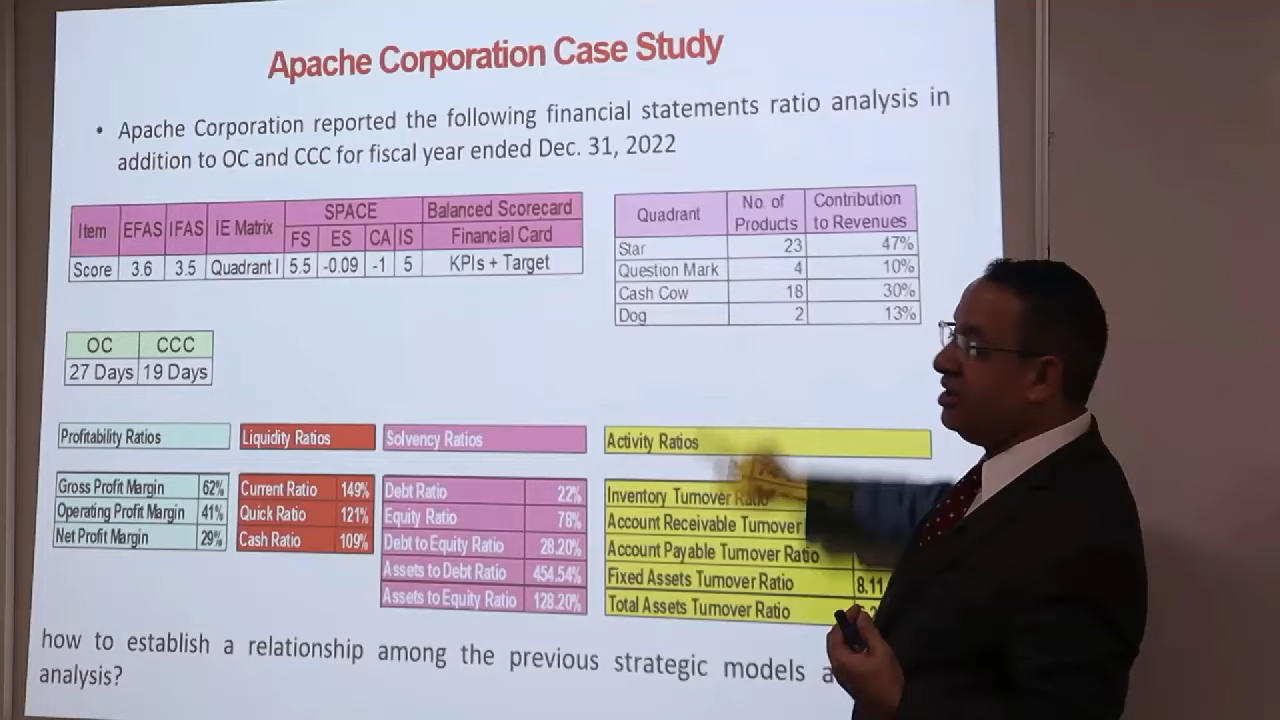 Apache Corporation Case Study
• Apache Corporation reported the following financial statements ratio analysis in
addition to OC and CCC for fiscal year ended Dec. 31, 2022
Item EFAS IFAS IE Matrix SPACE Balanced Scorecard
FS ES CA IS Financial Card
Score 3.6 3.5 Quadrant I 5.5 -0.09 -1 5 KPIs + Target
Quadrant No. of Products Contribution to Revenues
Star 23 47%
Question Mark 4 10%
Cash Cow 18 30%
Dog 2 13%
OC CCC
27 Days 19 Days
Profitability Ratios
Gross Profit Margin 62%
Operating Profit Margin 41%
Net Profit Margin 29%
Liquidity Ratios
Current Ratio 149%
Quick Ratio 121%
Cash Ratio 109%
Solvency Ratios
Debt Ratio 22%
Equity Ratio 78%
Debt to Equity Ratio 28.20%
Assets to Debt Ratio 454.54%
Assets to Equity Ratio 128.20%
Activity Ratios
Inventory Turnover Ratio
Account Receivable Turnover
Account Payable Turnover Ratio
Fixed Assets Turnover Ratio 8.11
Total Assets Turnover Ratio
how to establish a relationship among the previous strategic models
analysis?